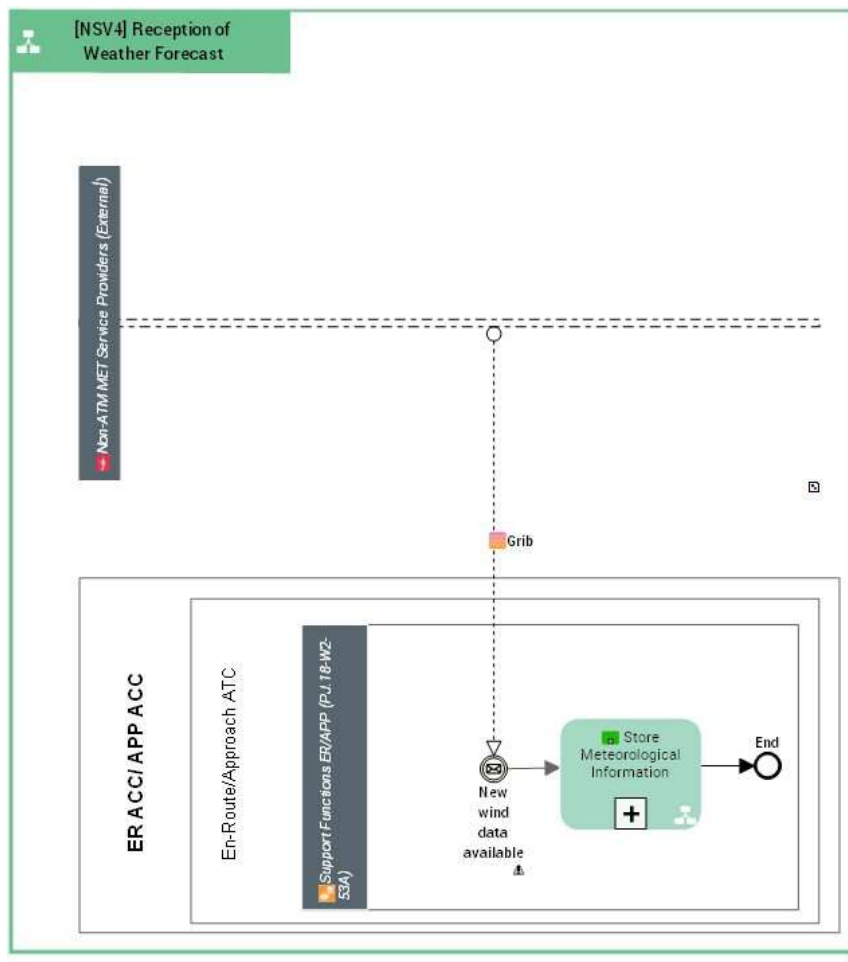 [NSV4] Reception of
Weather Forecast
Non-ATM MET Service Providers (External)
Grib
ER ACC/ APP ACC
En-Route/Approach ATC
Support Functions ER/APP (PJ.18-W2-
53A)
New
wind
data
available
Store
Meteorological
Information
End